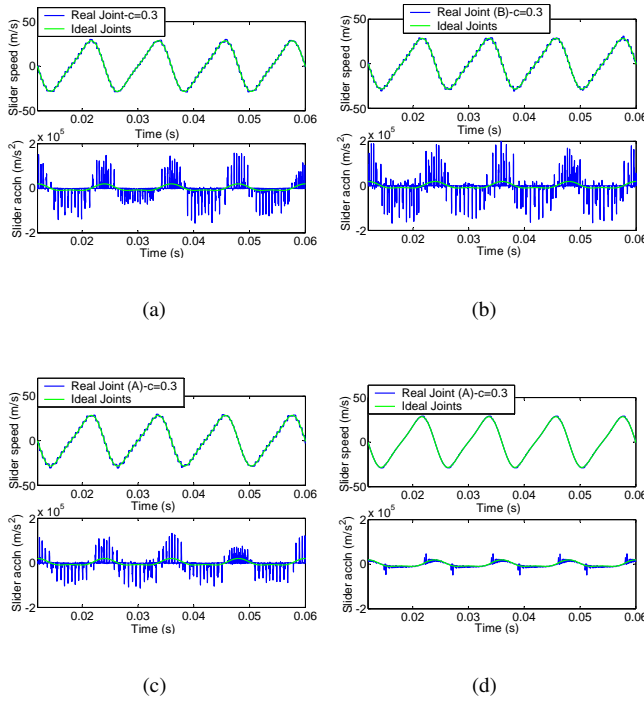 Real Joint-c=0.3
Ideal Joints
Slider speed (m/s)
50
0
-50
0.02 0.03 0.04 0.05 0.06
Time (s)
2 x 10^5
Slider accln (m/s²)
0
-2
0.02 0.03 0.04 0.05 0.06
Time (s)
(a)
Real Joint (B)-c=0.3
Ideal Joints
Slider speed (m/s)
50
0
-50
0.02 0.03 0.04 0.05 0.06
Time (s)
2 x 10^5
Slider accdn (m/s²)
0
-2
0.02 0.03 0.04 0.05 0.06
Time (s)
(b)
Real Joint (A)-c=0.3
Ideal Joints
Slider speed (m/s)
50
0
-50
0.02 0.03 0.04 0.05 0.06
Time (s)
2 x 10^5
Slider accdn (m/s²)
0
-2
0.02 0.03 0.04 0.05 0.06
Time (s)
(c)
Real Joint (A)-c=0.3
Ideal Joints
Slider speed (m/s)
50
0
-50
0.02 0.03 0.04 0.05 0.06
Time (s)
2 x 10^5
Slider accln (m/s²)
0
-2
0.02 0.03 0.04 0.05 0.06
Time (s)
(d)